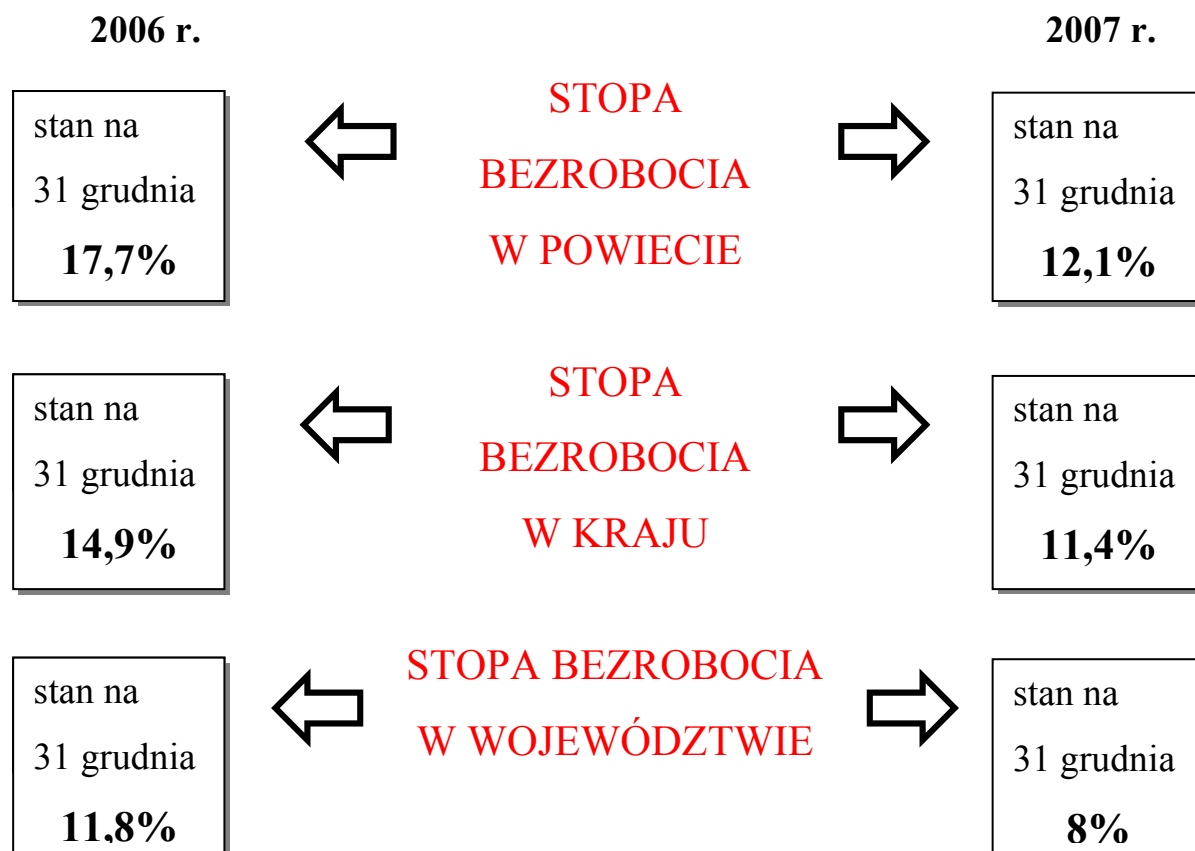 2006 r.
2007 r.
stan na
31 grudnia
17,7%
STOPA
BEZROBOCIA
W POWIECIE
stan na
31 grudnia
12,1%
stan na
31 grudnia
14,9%
STOPA
BEZROBOCIA
W KRAJU
stan na
31 grudnia
11,4%
stan na
31 grudnia
11,8%
STOPA BEZROBOCIA
W WOJEWÓDZTWIE
stan na
31 grudnia
8%